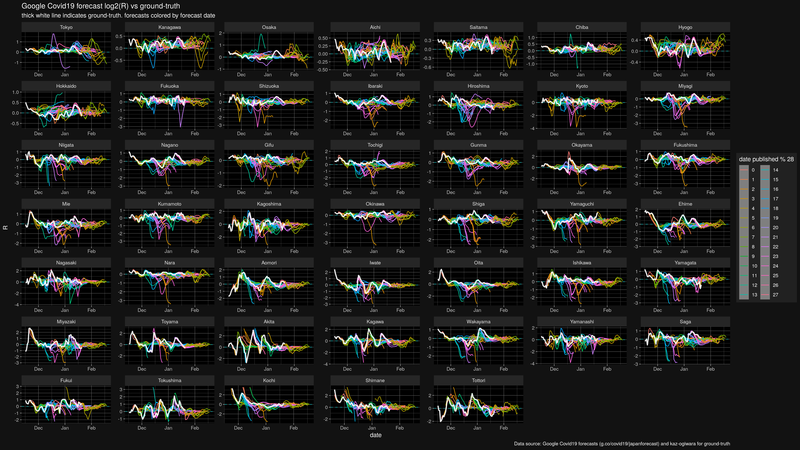 Google Covid19 forecast log2(R) vs ground-truth
thick white line indicates ground-truth. forecasts colored by forecast date
Tokyo Kanagawa Osaka Aichi Saitama Chiba Hyogo
Hokkaido Fukuoka Shizuoka Ibaraki Hiroshima Kyoto Miyagi
Niigata Nagano Gifu Tochigi Gunma Okayama Fukushima
Mie Kumamoto Kagoshima Okinawa Shiga Yamaguchi Ehime
Nagasaki Nara Aomori Iwate Oita Ishikawa Yamagata
Miyazaki Toyama Akita Kagawa Wakayama Yamanashi Saga
Fukui Tokushima Kochi Shimane Tottori
Dec Jan Feb
R
date
date published % 28
0 14
1 15
2 16
3 17
4 18
5 19
6 20
7 21
8 22
9 23
10 24
11 25
12 26
13 27
Data source: Google Covid19 forecasts (g.co/covid19/japanforecast) and kaz-ogiwara for ground-truth